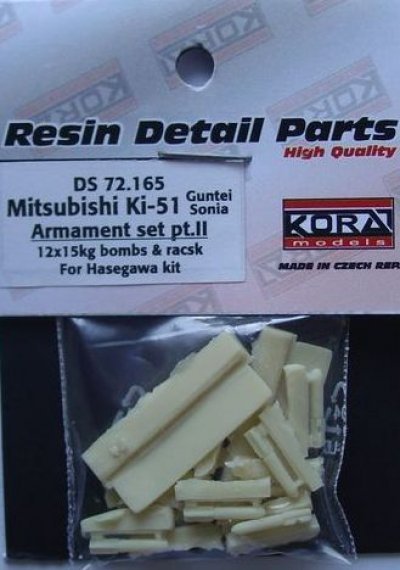 Resin Detail Parts
High Quality
DS 72.165
Mitsubishi Ki-51 Guntei Sonia
Armament set pt.II
12x15kg bombs & racsk
For Hasegawa kit
KORA
models
MADE IN CZECH REP